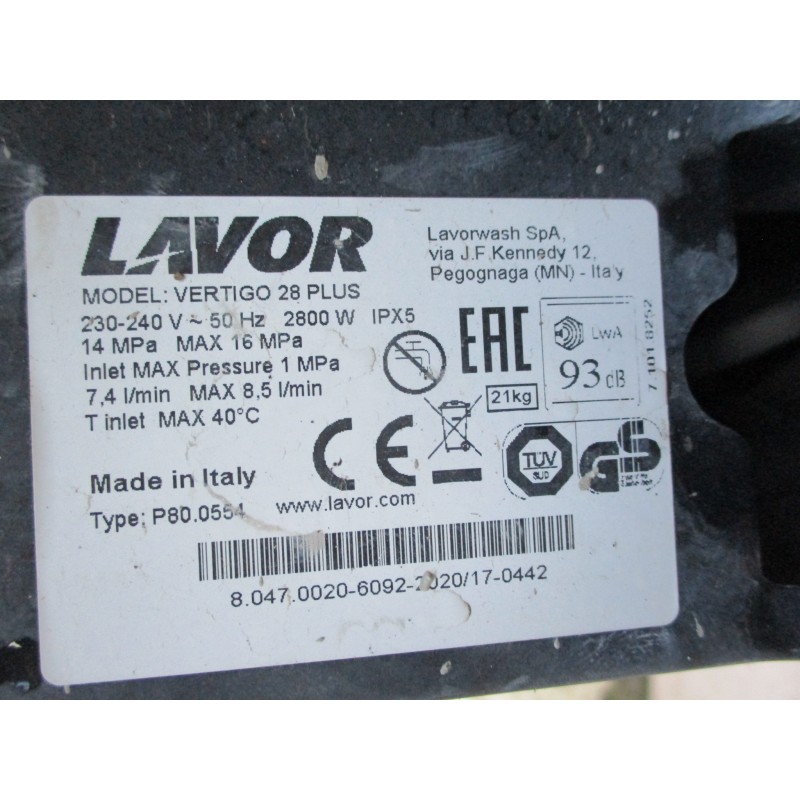 LAVOR
Lavorwash SpA,
via J.F.Kennedy 12,
Pegognaga (MN) - Italy
MODEL: VERTIGO 28 PLUS
230-240 V ~ 50 Hz 2800 W IPX5
14 MPa MAX 16 MPa
Inlet MAX Pressure 1 MPa
7,4 l/min MAX 8,5 l/min
T inlet MAX 40°C
EAC
LWA
93 dB
7.101.8252
21kg
CE
TÜV
SÜD
GS
Made in Italy
www.lavor.com
Type: P80.0554
8.047.0020-6092-2020/17-0442